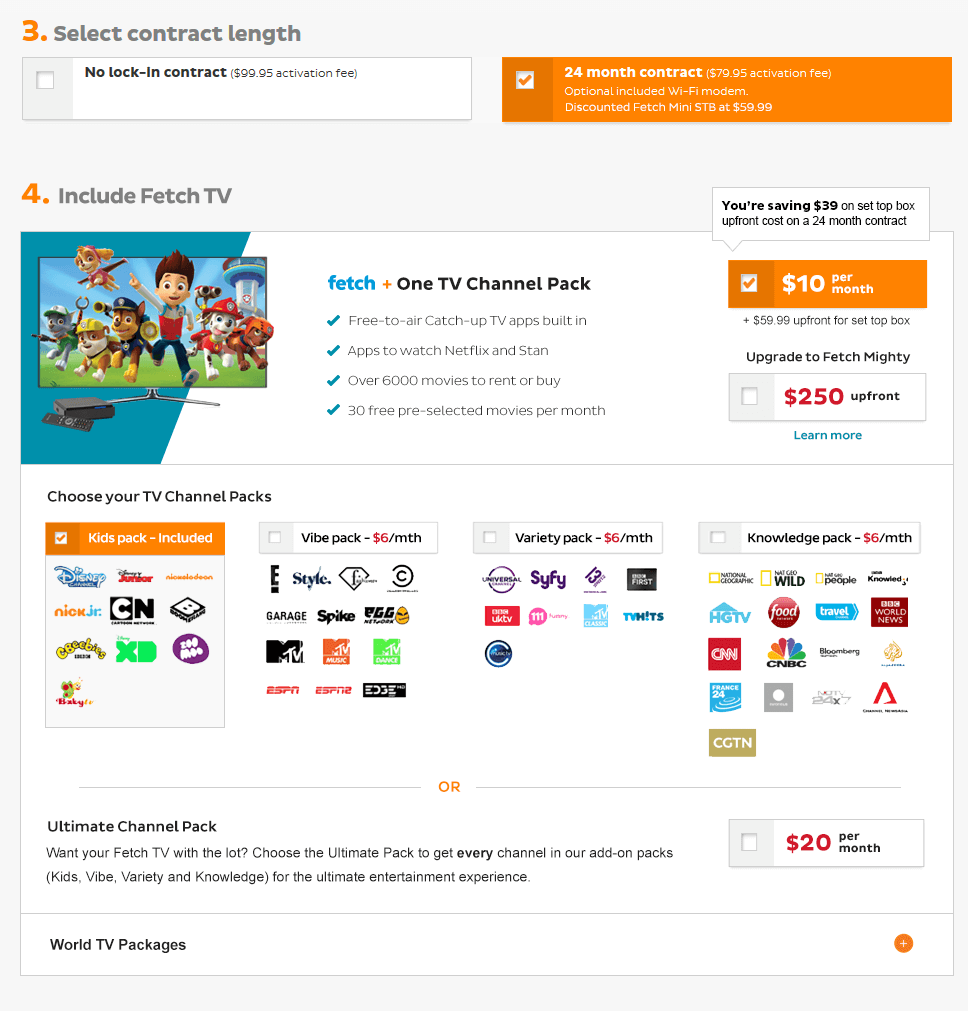 3. Select contract length
No lock-in contract ($99.95 activation fee)
24 month contract ($79.95 activation fee)
Optional included Wi-Fi modem.
Discounted Fetch Mini STB at $59.99
4. Include Fetch TV
You're saving $39 on set top box
upfront cost on a 24 month contract
fetch + One TV Channel Pack
Free-to-air Catch-up TV apps built in
Apps to watch Netflix and Stan
Over 6000 movies to rent or buy
30 free pre-selected movies per month
$10 per month
+ $59.99 upfront for set top box
Upgrade to Fetch Mighty
$250 upfront
Learn more
Choose your TV Channel Packs
Kids pack - Included
Vibe pack - $6/mth
Variety pack - $6/mth
Knowledge pack - $6/mth
Disney CHANNEL
Disney Junior
nickelodeon
nick jr.
CN CARTOON NETWORK
CBeebies BBC
Disney XD
Baby tv
E
Style.
GARAGE
Spike
EGG NETWORK
MTV
MTV MUSIC
MTV DANCE
ESPN
ESPN2
EDGE
UNIVERSAL CHANNEL
Syfy
BBC FIRST
BBC uktv
111 funny
MTV CLASSIC
TVHITS
music tv
NATIONAL GEOGRAPHIC
NAT GEO WILD
NAT GEO people
BBC Knowledge
HGTV
food network
travel
BBC WORLD NEWS
CNN
CNBC
Bloomberg
FRANCE 24
NDTV 24x7
CHANNEL NEWSASIA
CGTN
OR
Ultimate Channel Pack
Want your Fetch TV with the lot? Choose the Ultimate Pack to get every channel in our add-on packs
(Kids, Vibe, Variety and Knowledge) for the ultimate entertainment experience.
$20 per month
World TV Packages